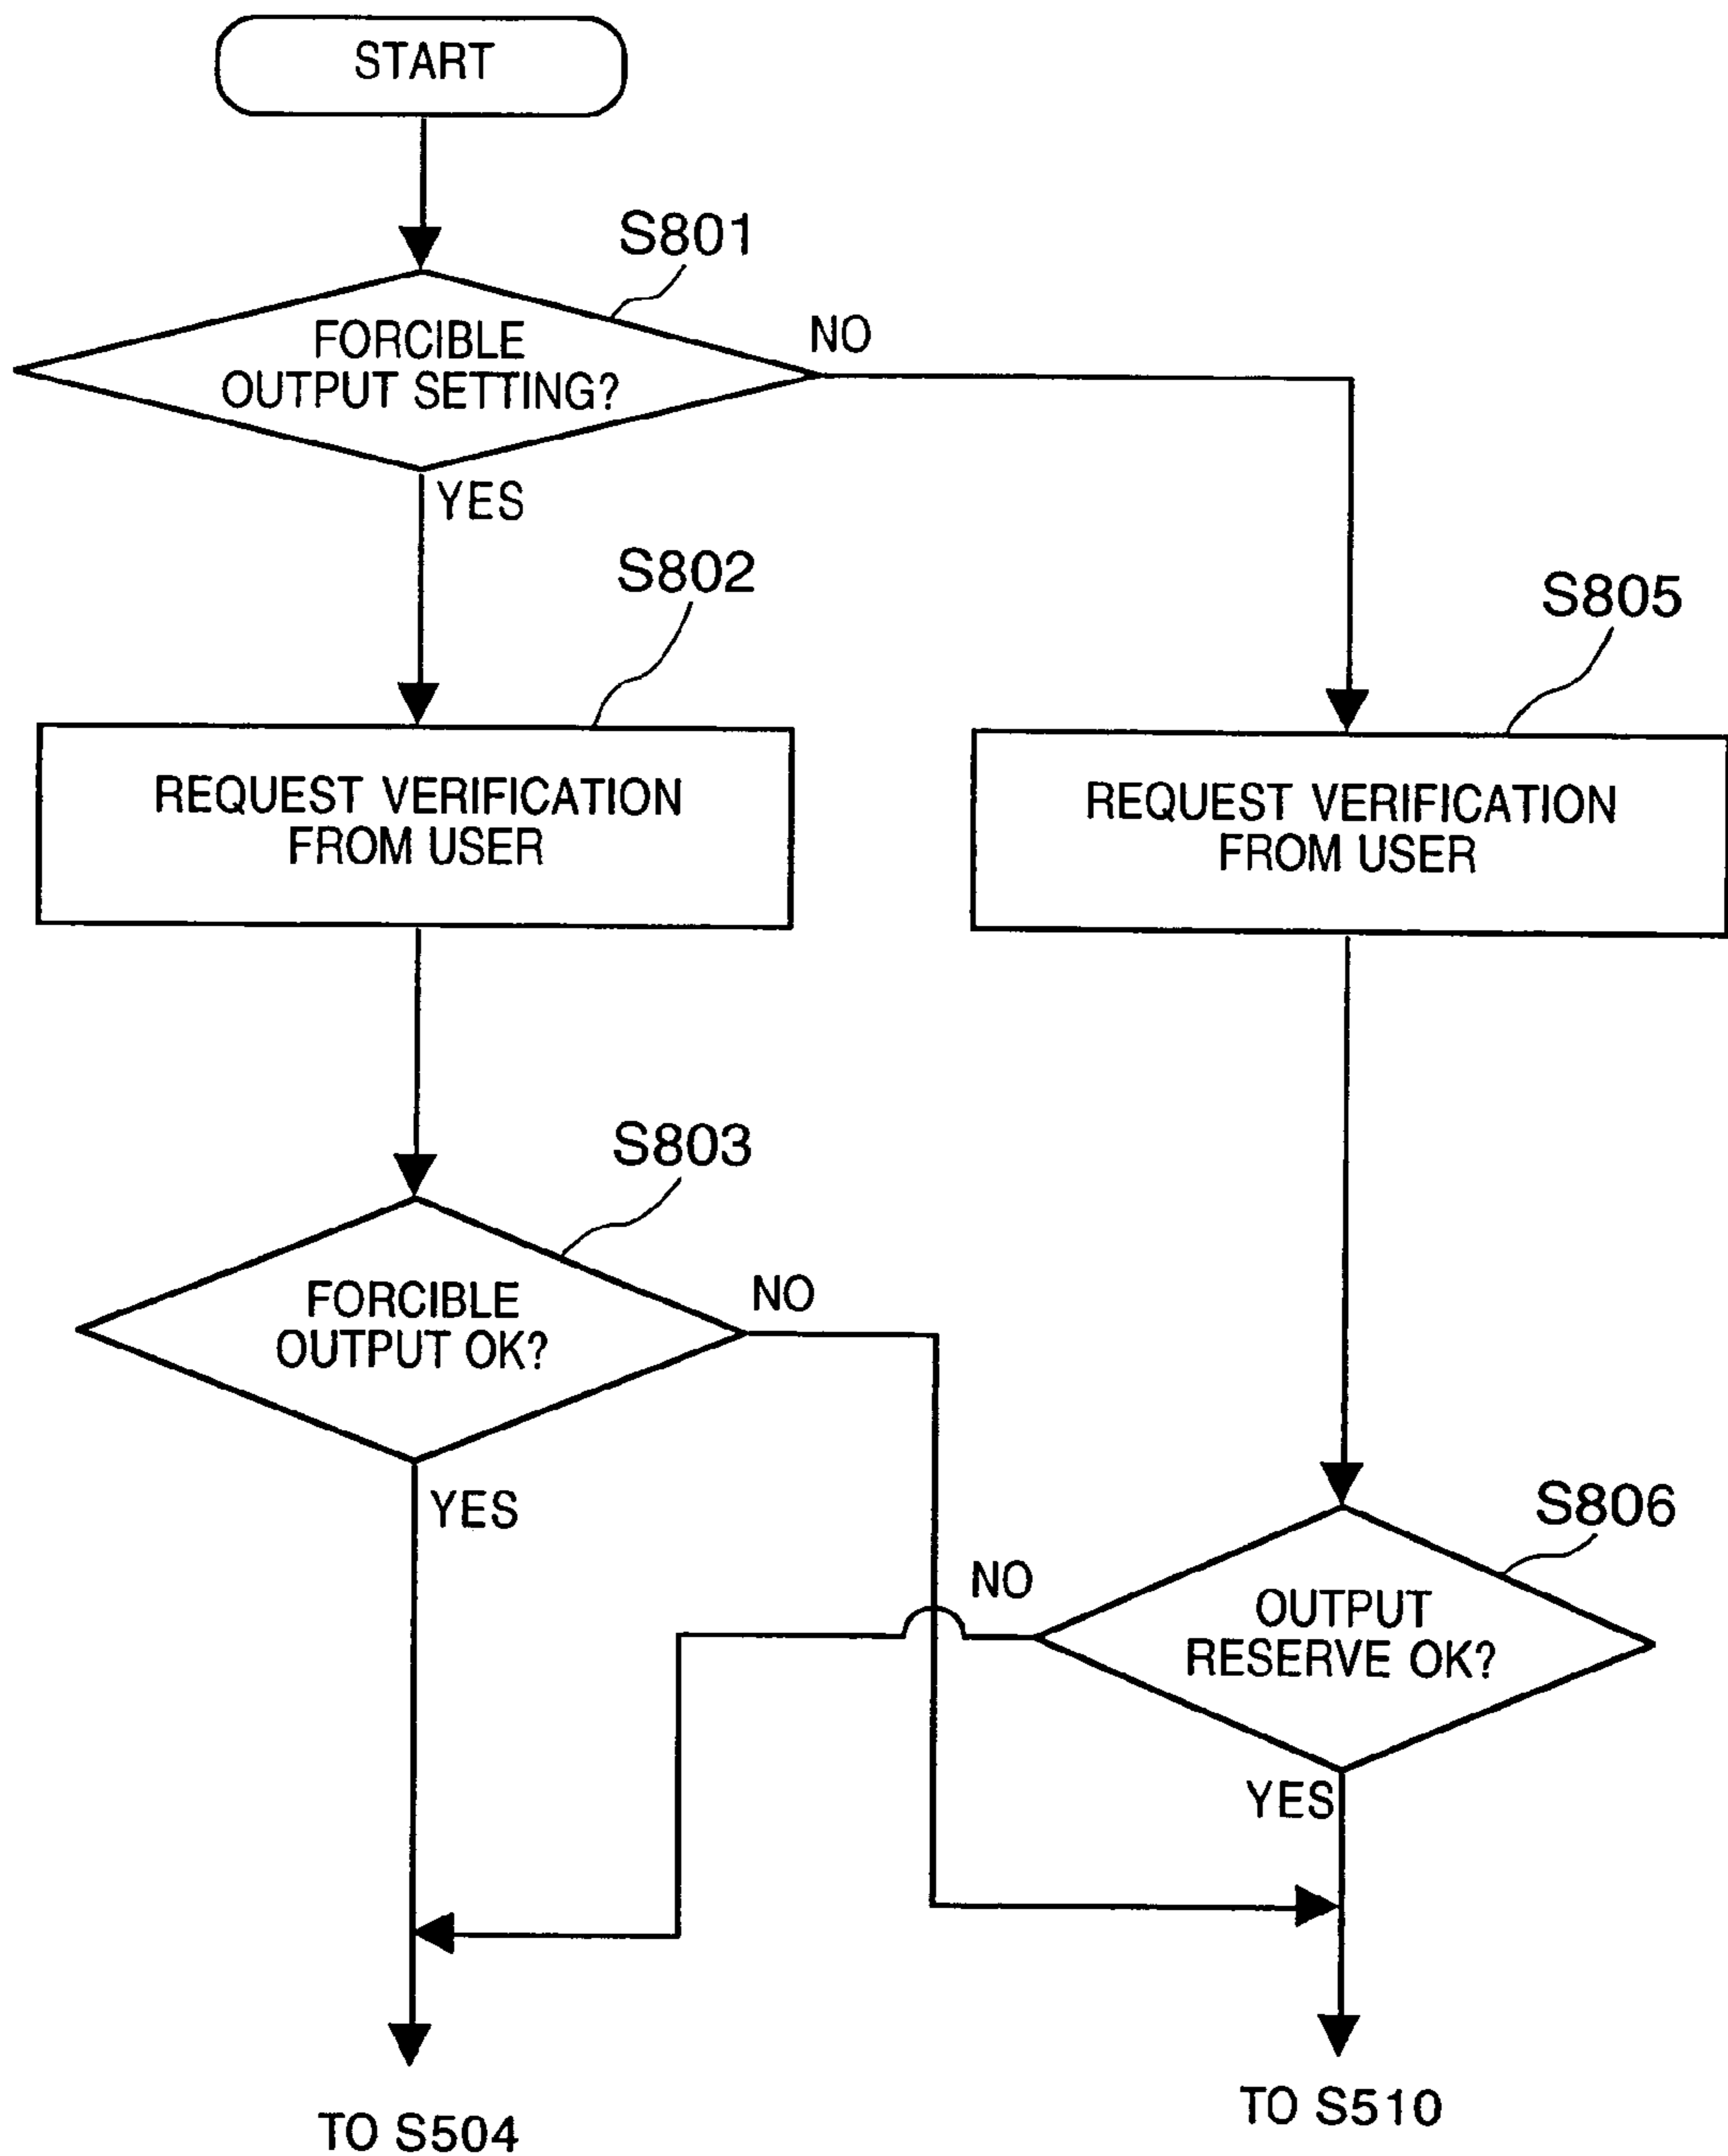 START
S801
FORCIBLE
OUTPUT SETTING?
NO
YES
S802
REQUEST VERIFICATION
FROM USER
S805
REQUEST VERIFICATION
FROM USER
S803
FORCIBLE
OUTPUT OK?
NO
YES
S806
NO
OUTPUT
RESERVE OK?
YES
TO S504
TO S510